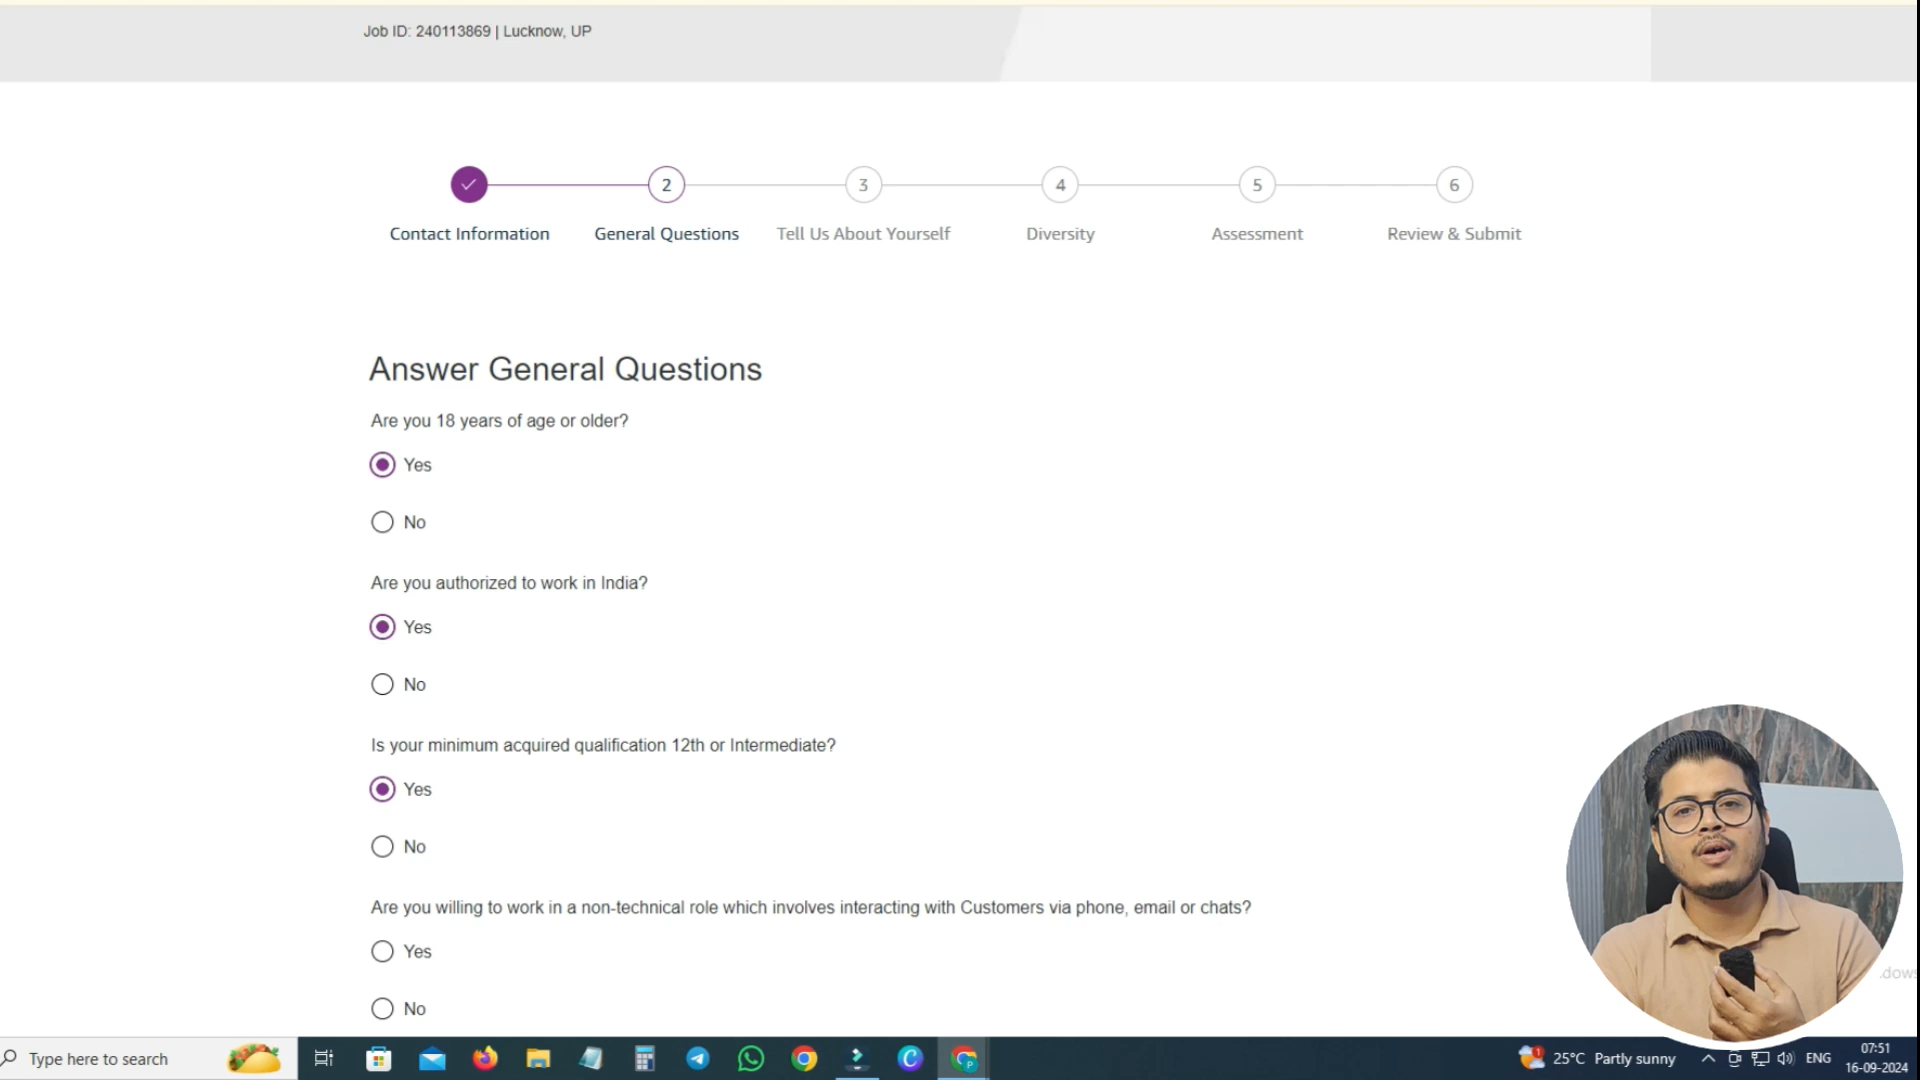 Job ID: 240113869 | Lucknow, UP
2 3 4 5 6
Contact Information General Questions Tell Us About Yourself Diversity Assessment Review & Submit
Answer General Questions
Are you 18 years of age or older?
Yes
No
Are you authorized to work in India?
Yes
No
Is your minimum acquired qualification 12th or Intermediate?
Yes
No
Are you willing to work in a non-technical role which involves interacting with Customers via phone, email or chats?
Yes
No
Type here to search
1 25°C Partly sunny ENG
07:51
16-09-2024